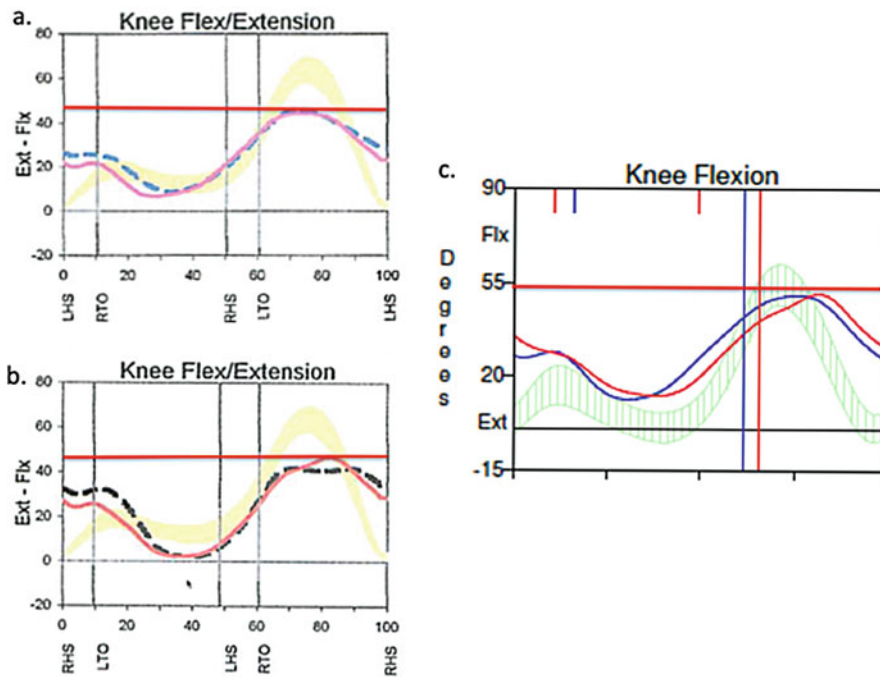 a.
Knee Flex/Extension
80
60
40
20
0
-20
Ext - Flx
0 20 40 60 80 100
LHS RTO RHS LTO LHS
b.
Knee Flex/Extension
80
60
40
20
0
-20
Ext - Flx
0 20 40 60 80 100
RHS LTO LHS RTO RHS
c.
Knee Flexion
90
Flx
55
20
Ext
-15
Degrees